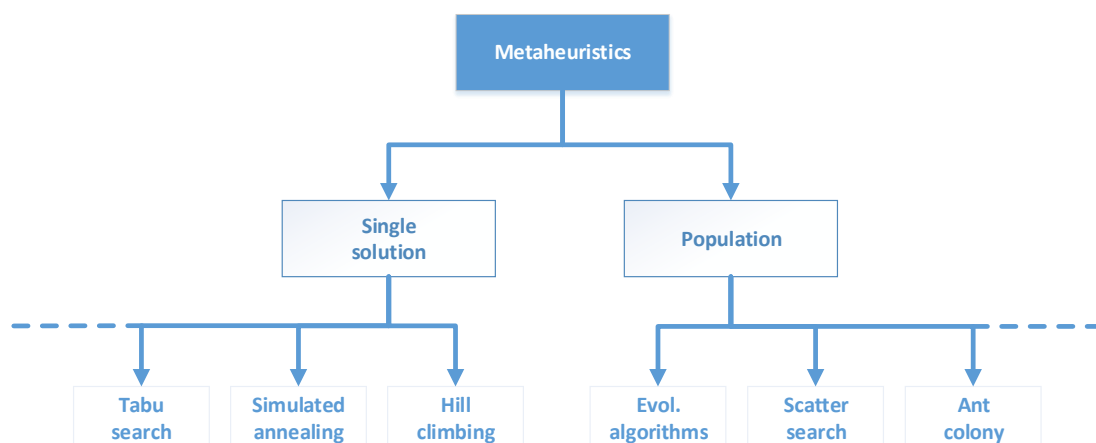 Metaheuristics
Single
solution
Population
Tabu
search
Simulated
annealing
Hill
climbing
Evol.
algorithms
Scatter
search
Ant
colony